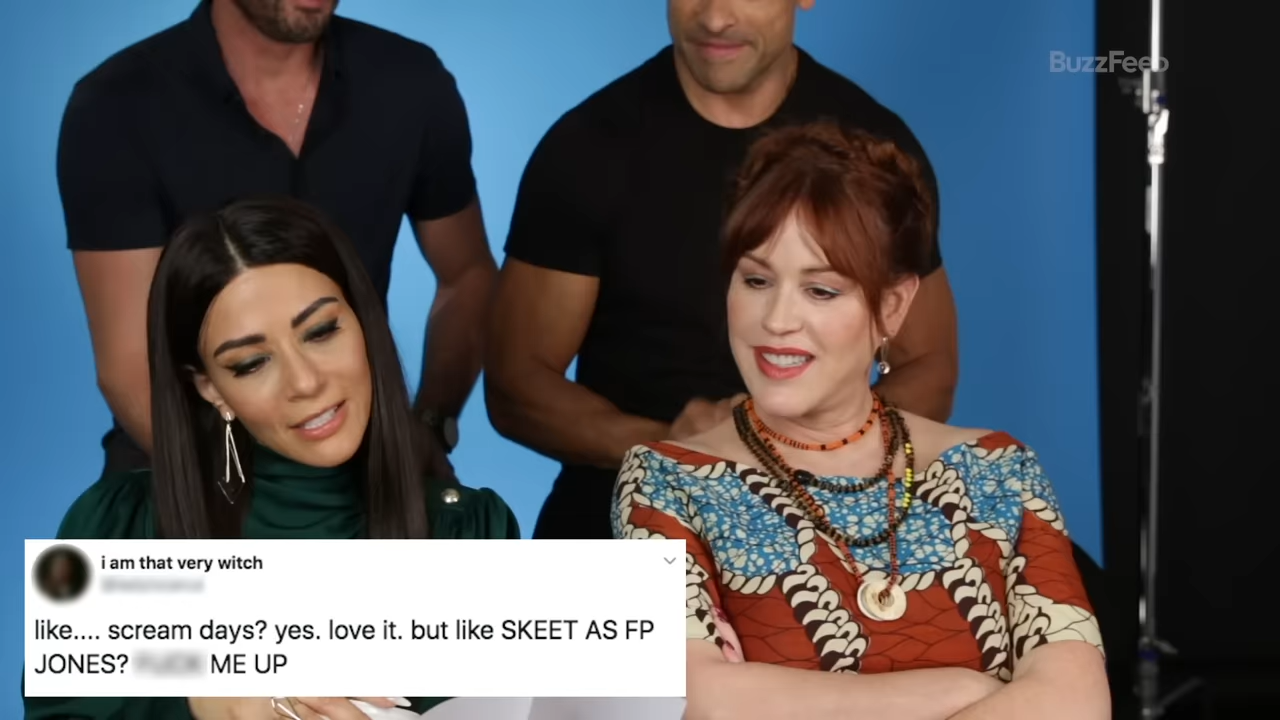 BuzzFeed
i am that very witch
like.... scream days? yes. love it. but like SKEET AS FP
JONES? ME UP